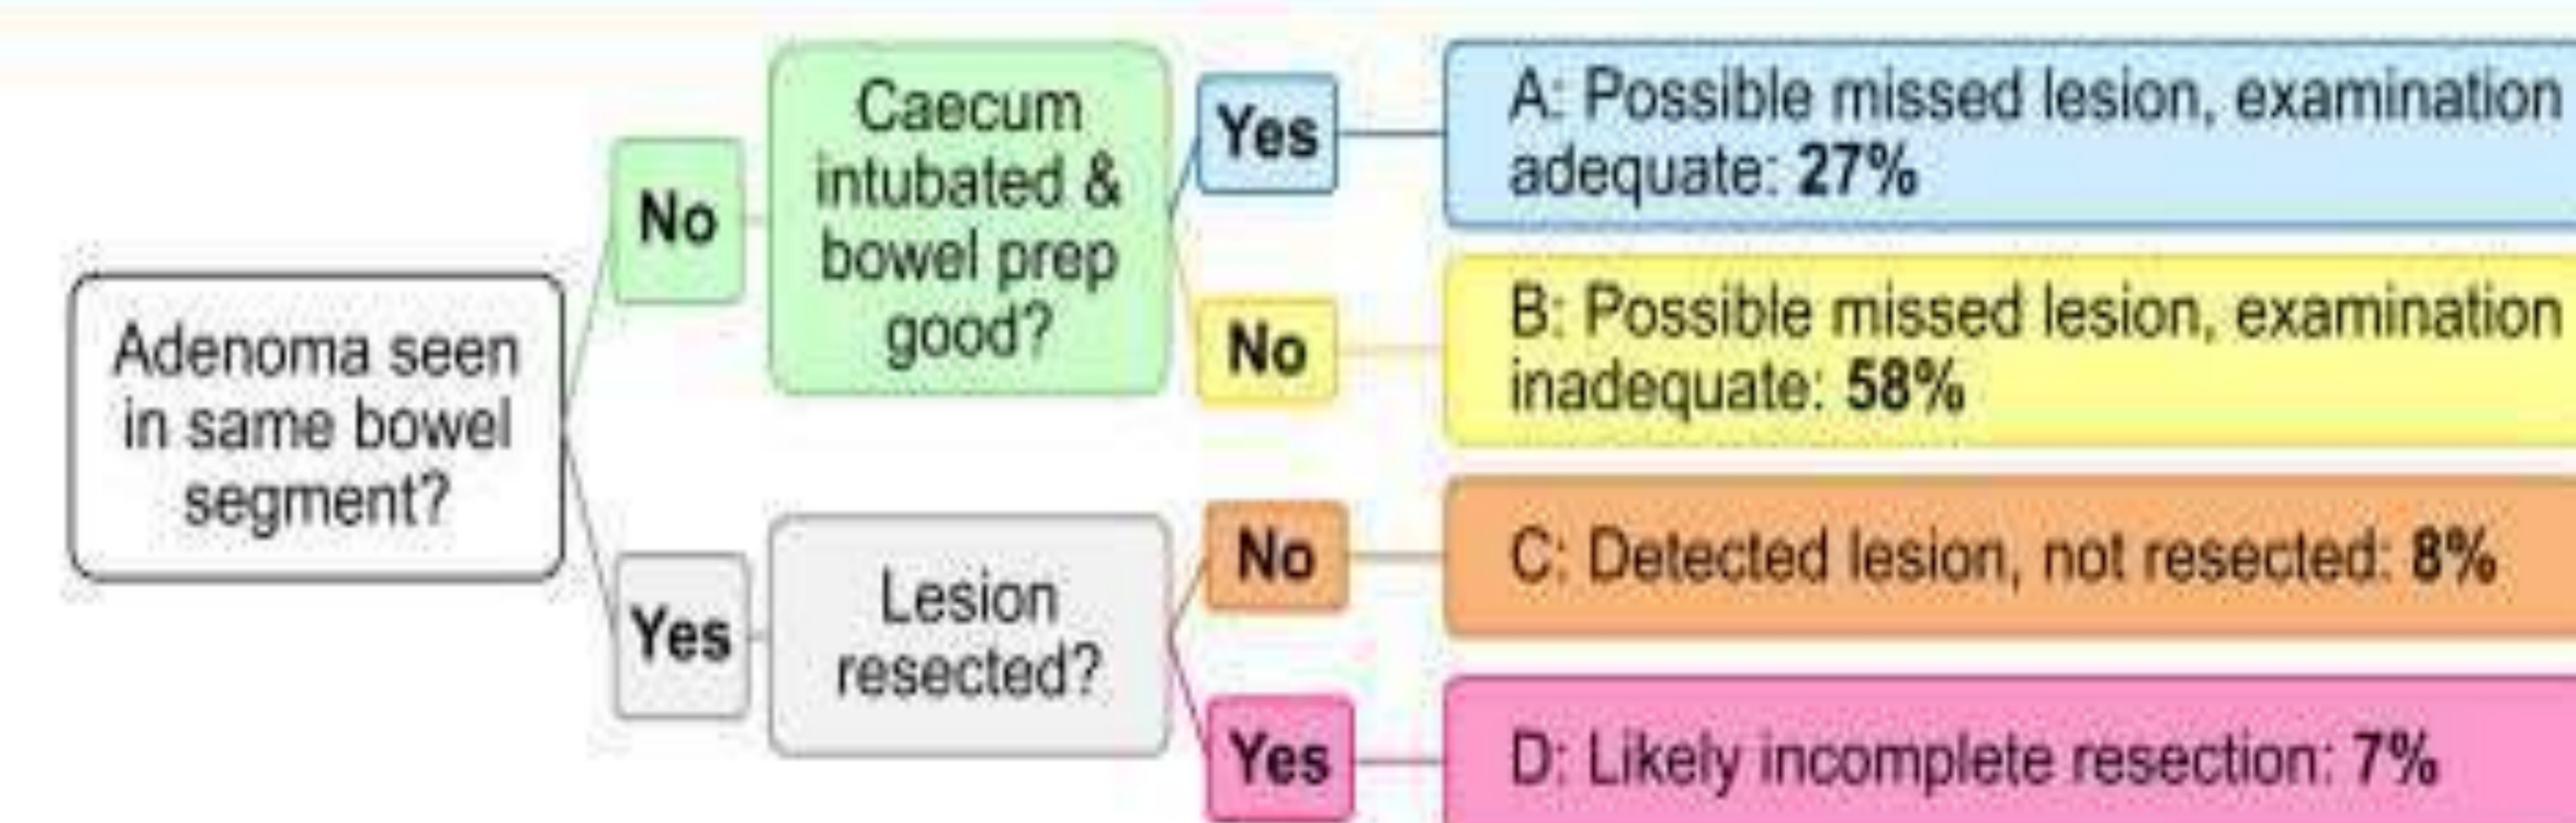 Adenoma seen
in same bowel
segment?
No
Caecum
intubated &
bowel prep
good?
Yes
A: Possible missed lesion, examination
adequate: 27%
No
B: Possible missed lesion, examination
inadequate: 58%
Yes
Lesion
resected?
No
C: Detected lesion, not resected: 8%
Yes
D: Likely incomplete resection: 7%